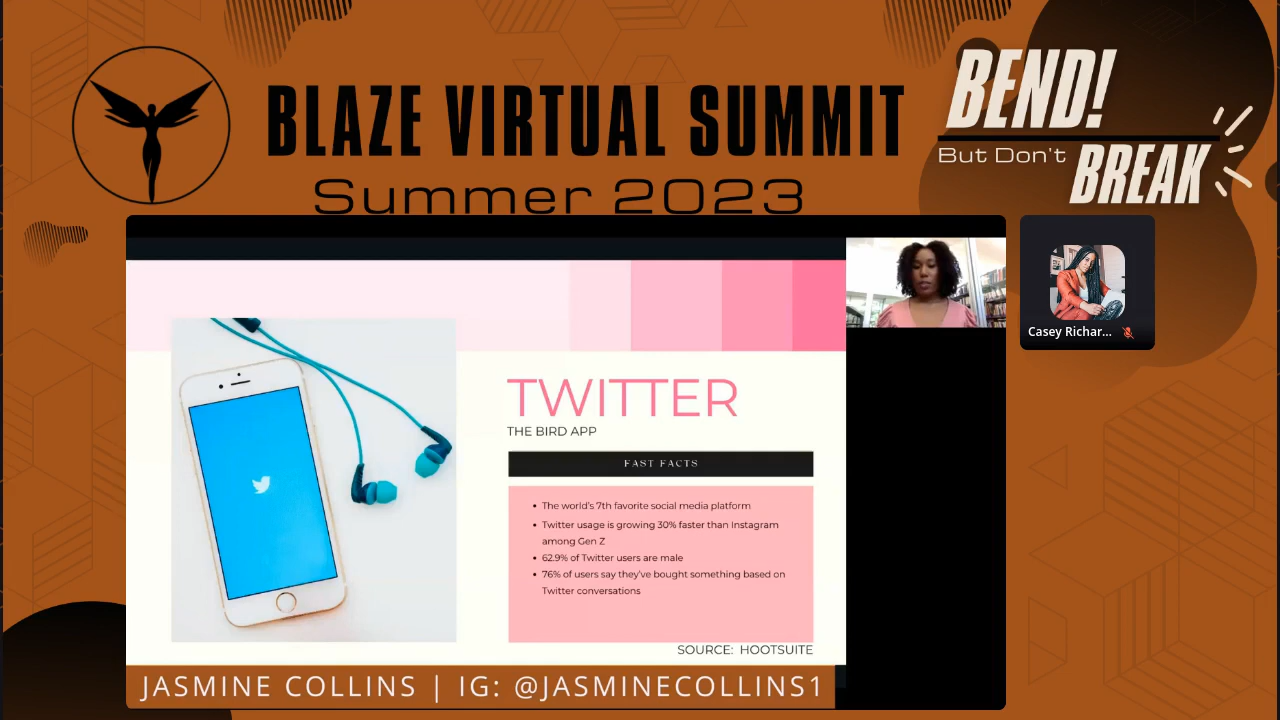 BLAZE VIRTUAL SUMMIT
Summer 2023
BEND!
But Don't
BREAK
Casey Richar...
TWITTER
THE BIRD APP
FAST FACTS
• The world's 7th favorite social media platform
• Twitter usage is growing 30% faster than Instagram
among Gen Z
• 62.9% of Twitter users are male
• 76% of users say they've bought something based on
Twitter conversations
SOURCE: HOOTSUITE
JASMINE COLLINS | IG: @JASMINECOLLINS1